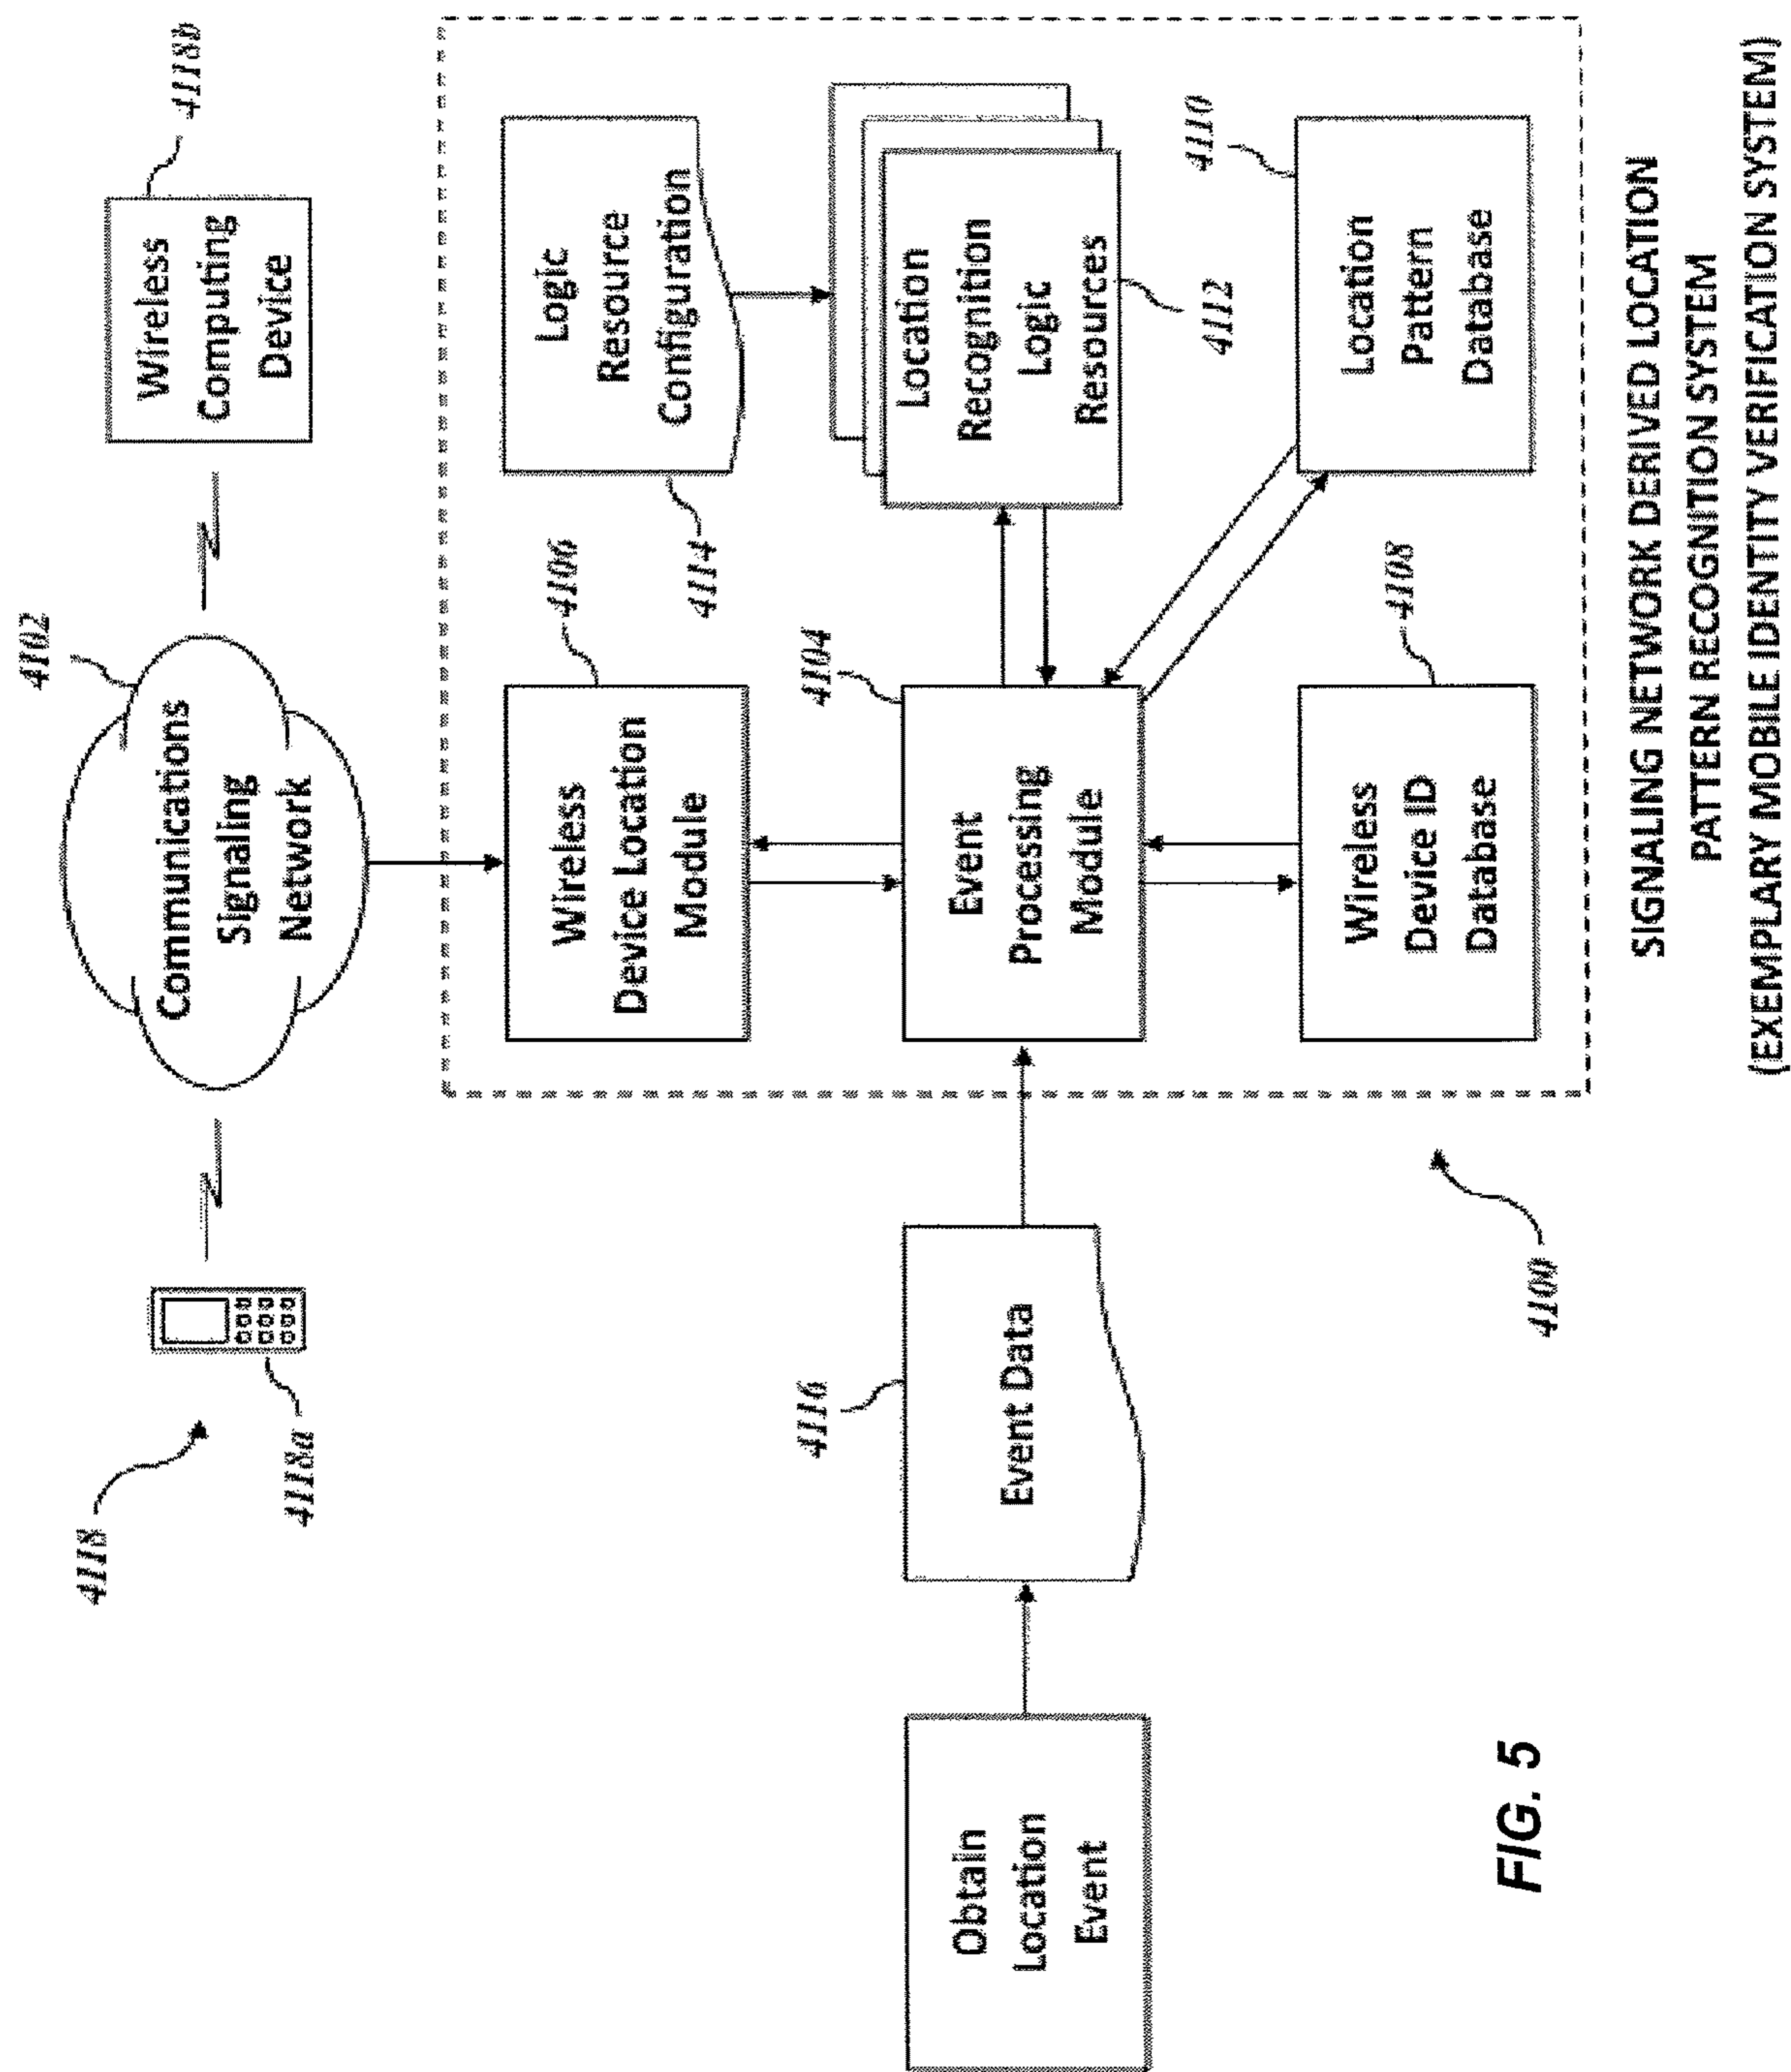 4118
4118a
4102
Communications
Signaling
Network
4118b
Wireless
Computing
Device
4106
Wireless
Device Location
Module
4114
Logic
Resource
Configuration
Obtain
Location
Event
4116
Event Data
4104
Event
Processing
Module
Location
Recognition
Logic
Resources
4112
4108
Wireless
Device ID
Database
4110
Location
Pattern
Database
4100
FIG. 5
SIGNALING NETWORK DERIVED LOCATION
PATTERN RECOGNITION SYSTEM
(EXEMPLARY MOBILE IDENTITY VERIFICATION SYSTEM)